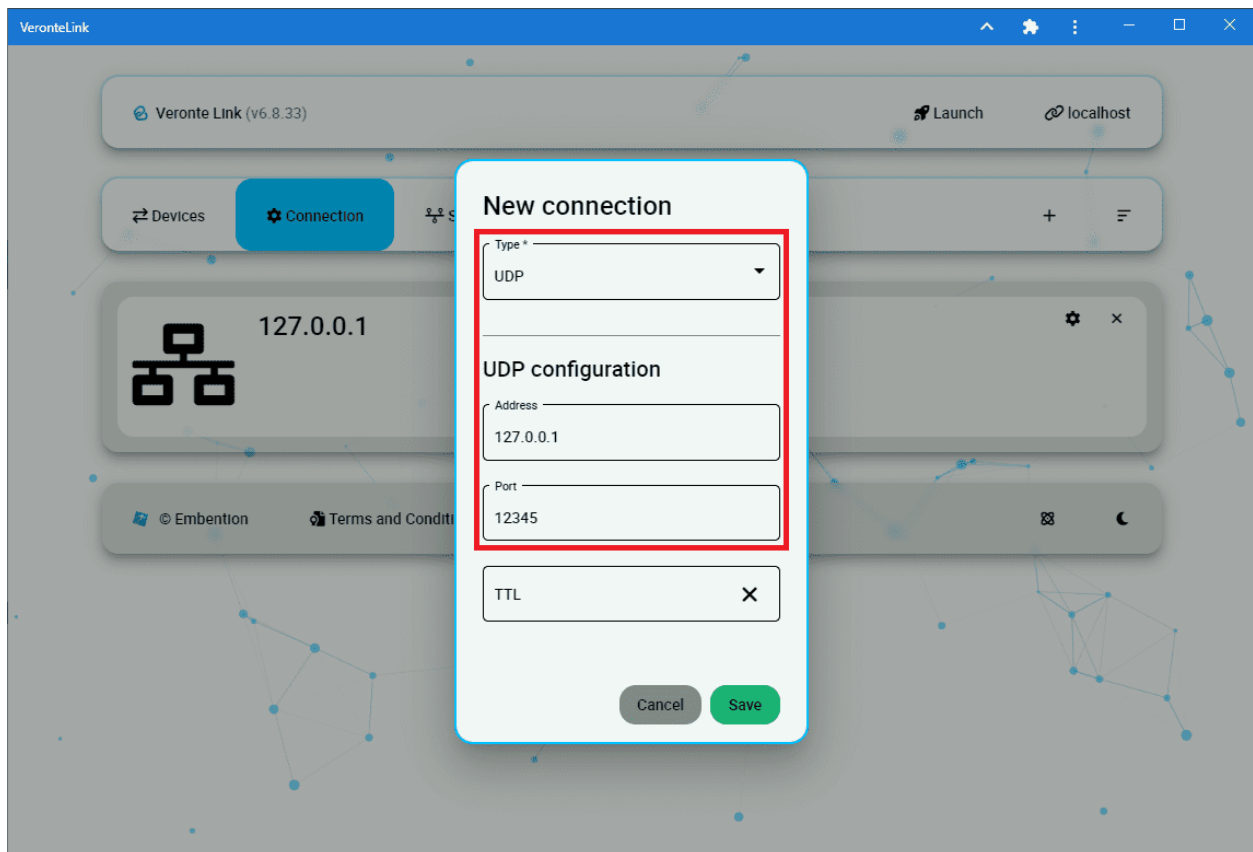 VeronteLink
Veronte Link (v6.8.33)
Launch
localhost
Devices
Connection
S
New connection
Type *
UDP
127.0.0.1
UDP configuration
Address
127.0.0.1
Port
12345
© Embention
Terms and Conditi
TTL
Cancel
Save